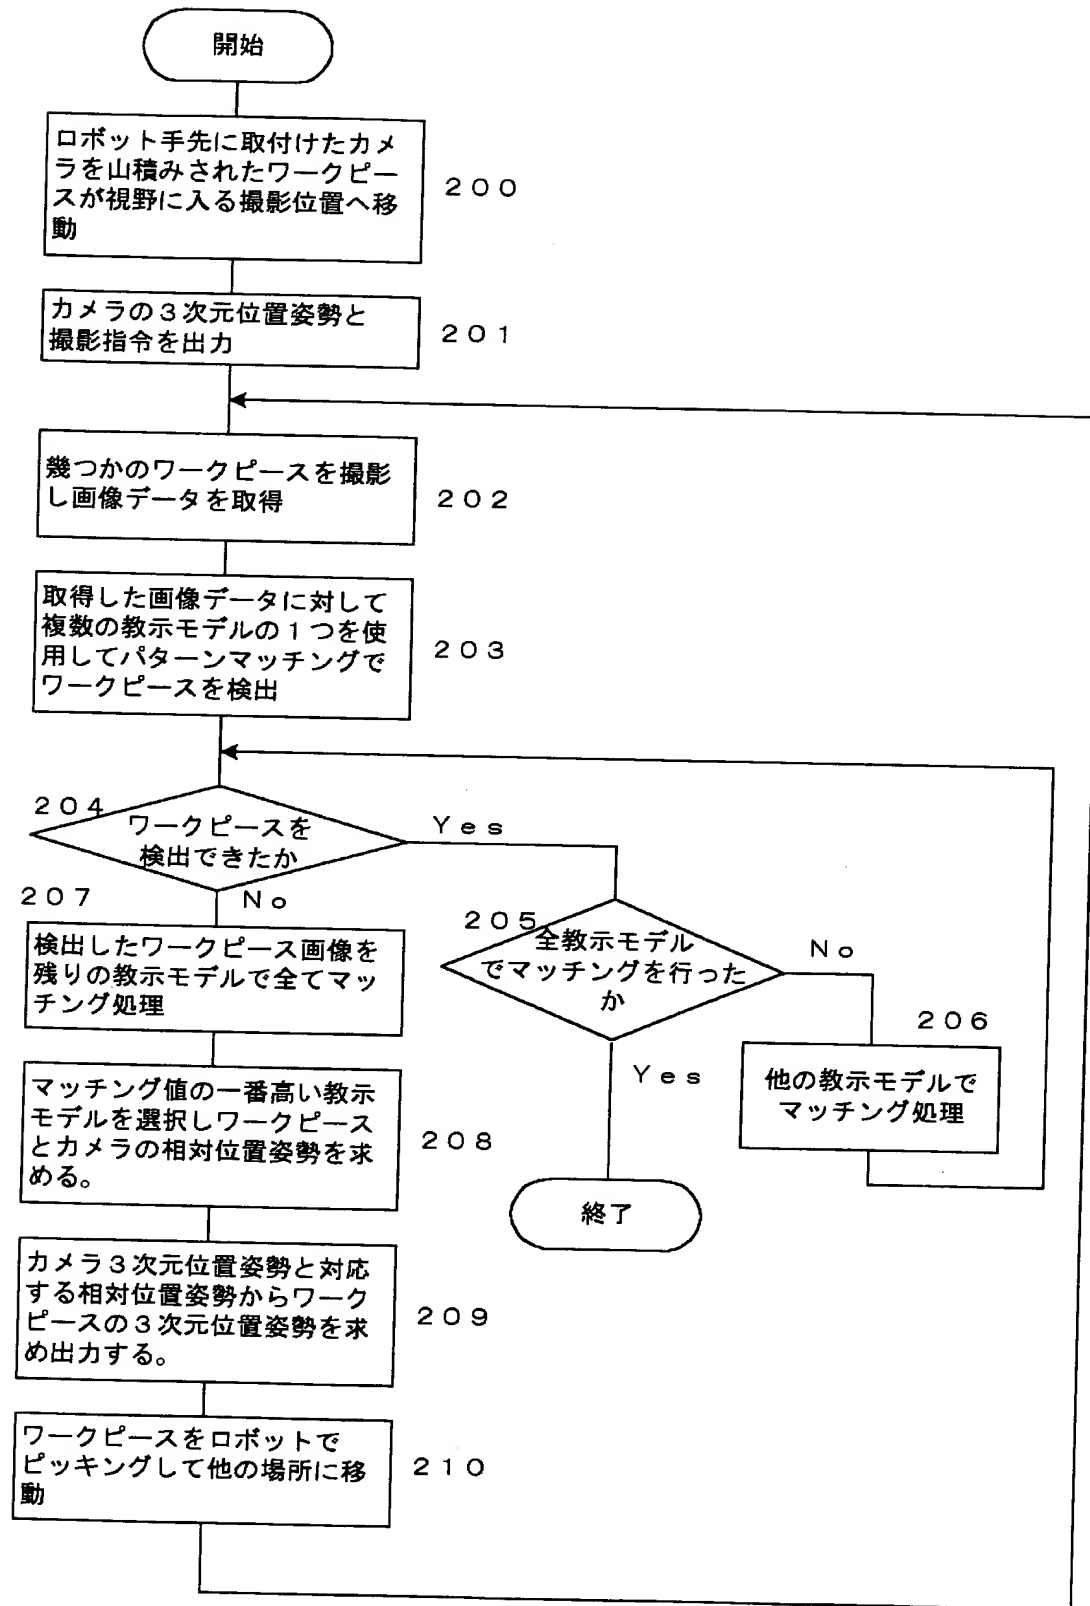 開始
ロボット手先に取付けたカメ
ラを山積みされたワークピー
スが視野に入る撮影位置へ移
動
２００
カメラの３次元位置姿勢と
撮影指令を出力
２０１
幾つかのワークピースを撮影
し画像データを取得
２０２
取得した画像データに対して
複数の教示モデルの１つを使
用してパターンマッチングで
ワークピースを検出
２０３
２０４
ワークピースを
検出できたか
Ｙｅｓ
Ｎｏ
２０５
全教示モデル
でマッチングを行ったか
Ｎｏ
Ｙｅｓ
２０６
他の教示モデルで
マッチング処理
終了
２０７
検出したワークピース画像を
残りの教示モデルで全てマッ
チング処理
マッチング値の一番高い教示
モデルを選択しワークピース
とカメラの相対位置姿勢を求
める。
２０８
カメラ３次元位置姿勢と対応
する相対位置姿勢からワーク
ピースの３次元位置姿勢を求
め出力する。
２０９
ワークピースをロボットで
ピッキングして他の場所に移
動
２１０